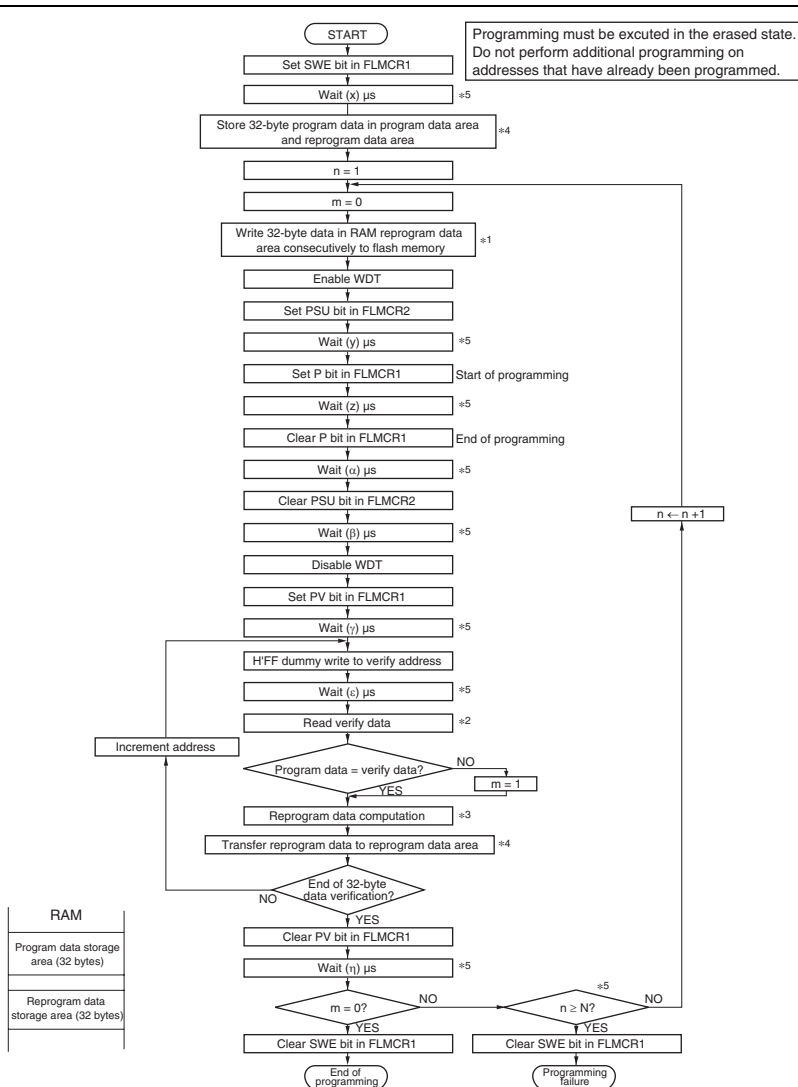 START
Programming must be excuted in the erased state.
Do not perform additional programming on
addresses that have already been programmed.
Set SWE bit in FLMCR1
Wait (x) µs
*5
Store 32-byte program data in program data area
and reprogram data area
*4
n = 1
m = 0
Write 32-byte data in RAM reprogram data
area consecutively to flash memory
*1
Enable WDT
Set PSU bit in FLMCR2
Wait (y) µs
*5
Set P bit in FLMCR1
Start of programming
Wait (z) µs
*5
Clear P bit in FLMCR1
End of programming
Wait (α) µs
*5
Clear PSU bit in FLMCR2
n ← n +1
Wait (β) µs
*5
Disable WDT
Set PV bit in FLMCR1
Wait (γ) µs
*5
H'FF dummy write to verify address
Wait (ε) µs
*5
Read verify data
*2
Increment address
Program data = verify data?
NO
m = 1
YES
Reprogram data computation
*3
Transfer reprogram data to reprogram data area
*4
End of 32-byte
data verification?
NO
YES
RAM
Program data storage
area (32 bytes)
Reprogram data
storage area (32 bytes)
Clear PV bit in FLMCR1
Wait (η) µs
*5
m = 0?
NO
*5
n ≥ N?
NO
YES
YES
Clear SWE bit in FLMCR1
Clear SWE bit in FLMCR1
End of
programming
Programming
failure